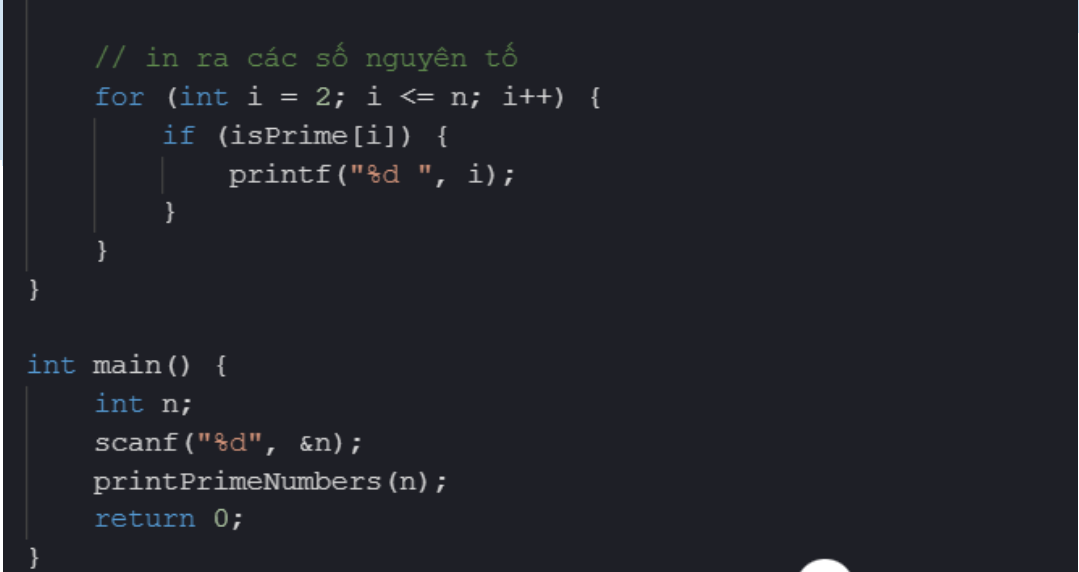 // in ra các số nguyên tố
for (int i = 2; i <= n; i++) {
if (isPrime[i]) {
printf("%d ", i);
}
}
}
int main() {
int n;
scanf("%d", &n);
printPrimeNumbers(n);
return 0;
}